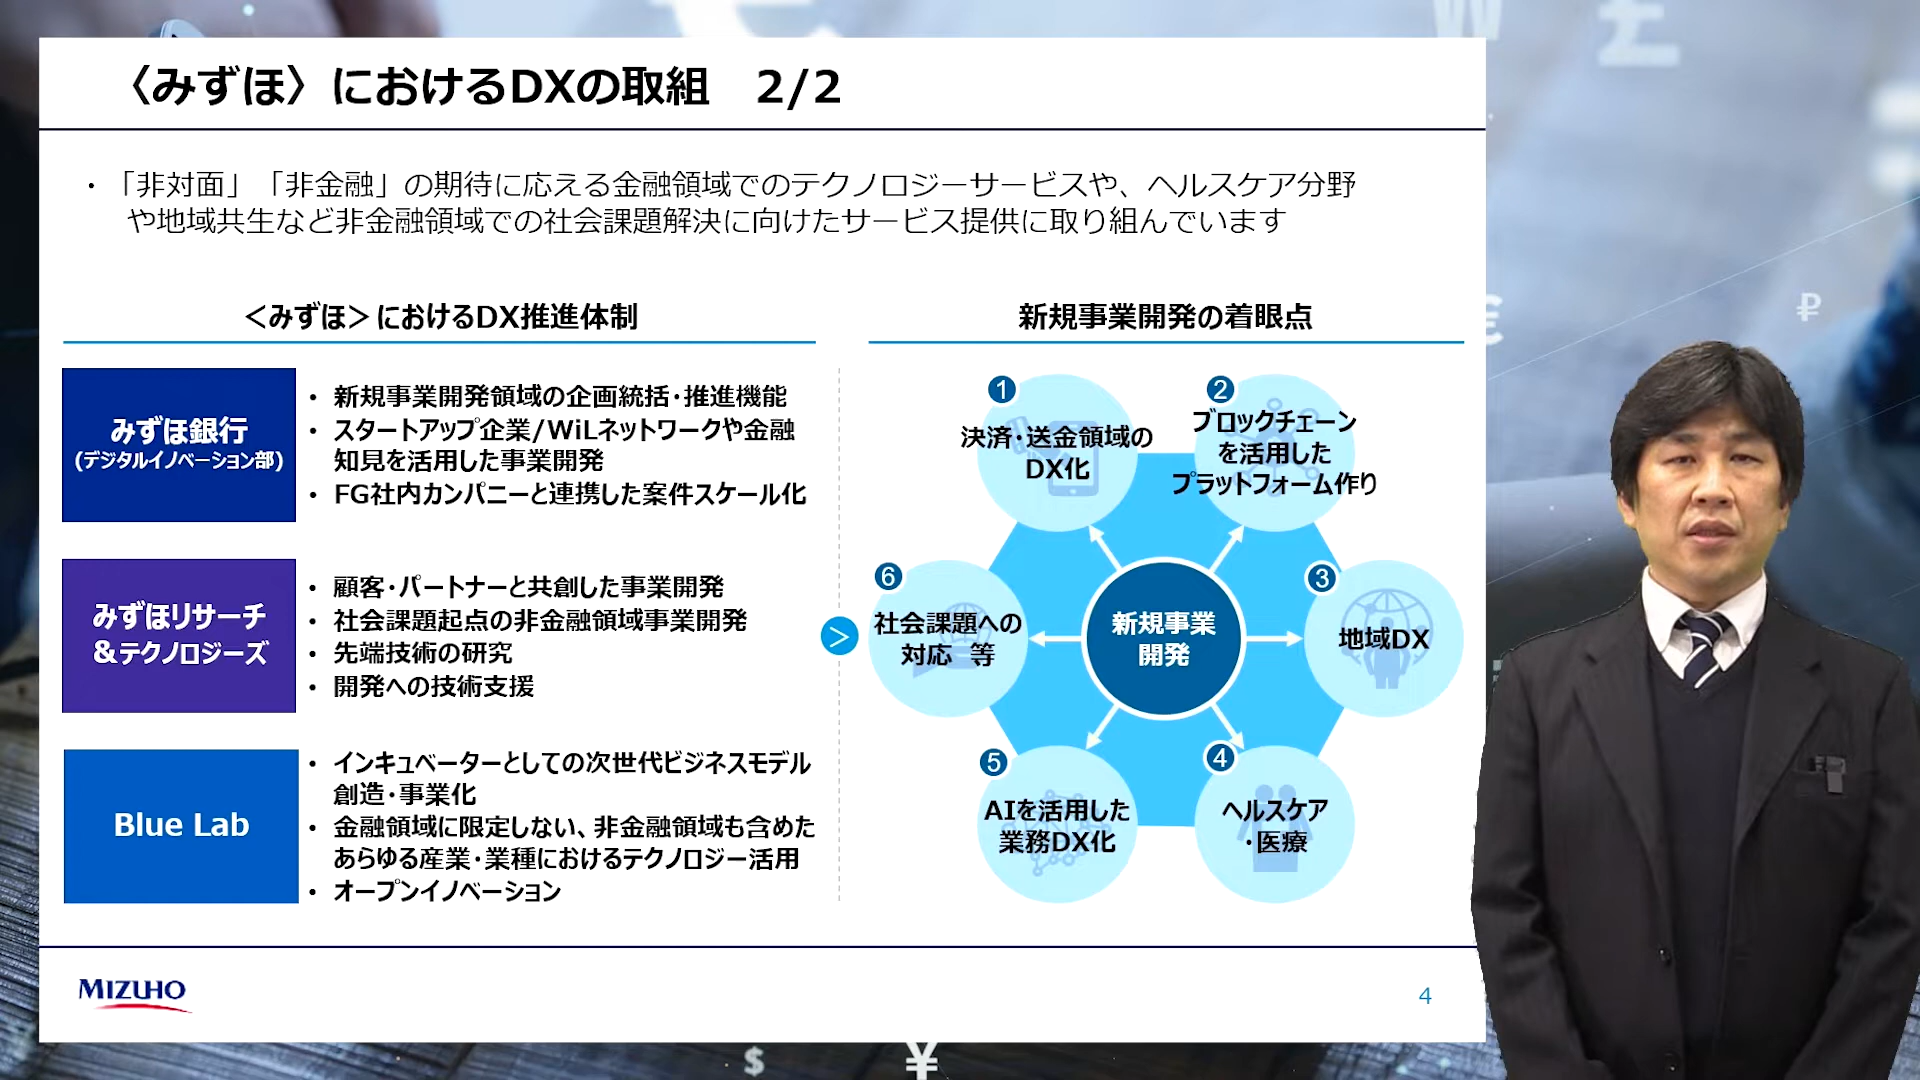 〈みずほ〉におけるDXの取組　2/2
・「非対面」「非金融」の期待に応える金融領域でのテクノロジーサービスや、ヘルスケア分野
や地域共生など非金融領域での社会課題解決に向けたサービス提供に取り組んでいます
＜みずほ＞におけるDX推進体制
みずほ銀行
(デジタルイノベーション部)
• 新規事業開発領域の企画統括・推進機能
• スタートアップ企業/WiLネットワークや金融
知見を活用した事業開発
• FG社内カンパニーと連携した案件スケール化
みずほリサーチ
&テクノロジーズ
• 顧客・パートナーと共創した事業開発
• 社会課題起点の非金融領域事業開発
• 先端技術の研究
• 開発への技術支援
Blue Lab
• インキュベーターとしての次世代ビジネスモデル
創造・事業化
• 金融領域に限定しない、非金融領域も含めた
あらゆる産業・業種におけるテクノロジー活用
• オープンイノベーション
＞
新規事業開発の着眼点
1
決済・送金領域の
DX化
2
ブロックチェーン
を活用した
プラットフォーム作り
3
地域DX
4
ヘルスケア
・医療
5
AIを活用した
業務DX化
6
社会課題への
対応　等
新規事業
開発
MIZUHO
4
€
₩
£
₽
$
¥